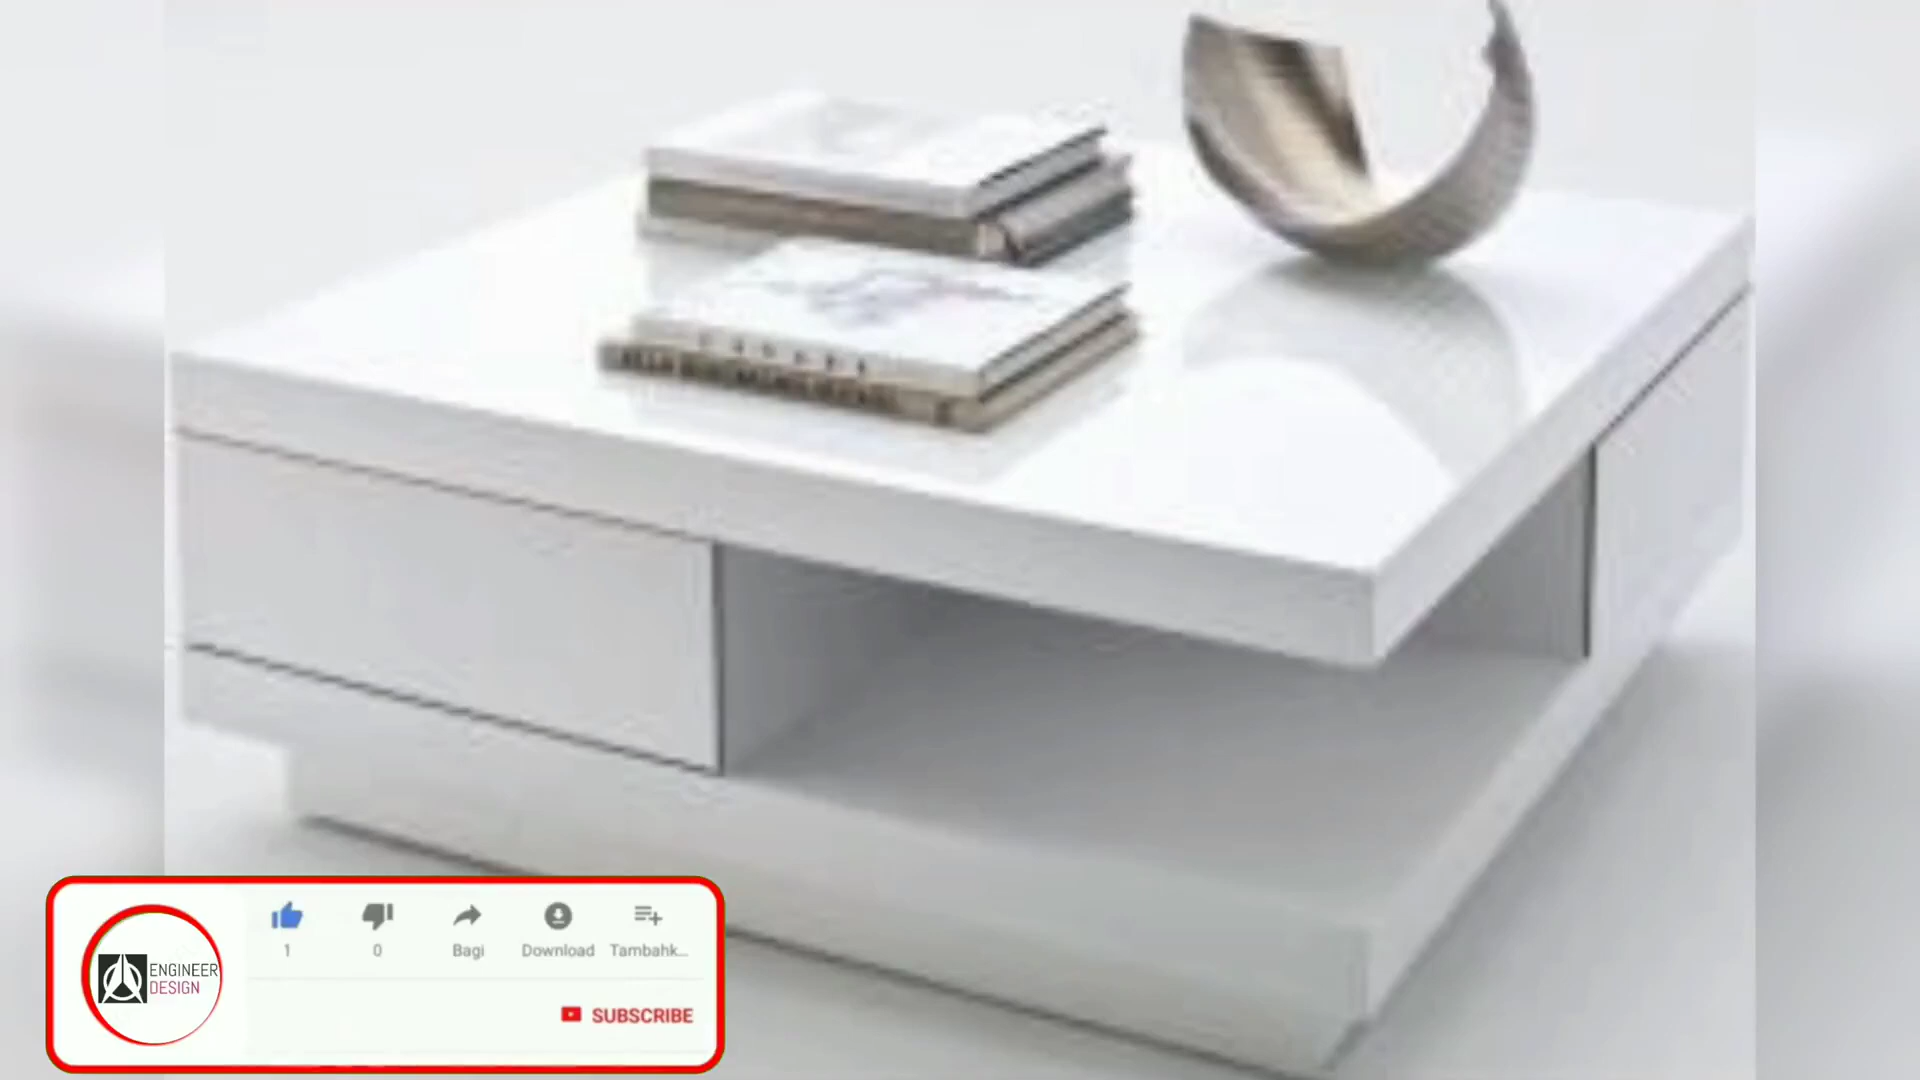 ENGINEER
DESIGN
1
0
Bagi
Download
Tambahk...
SUBSCRIBE